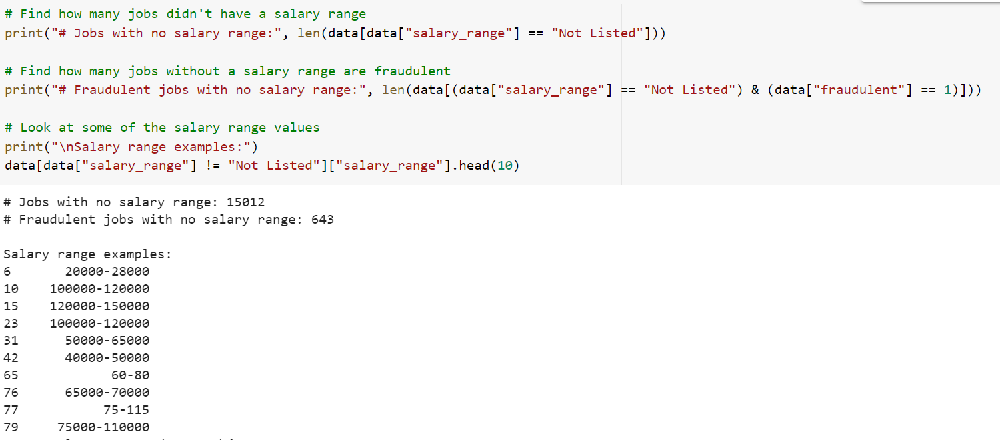 # Find how many jobs didn't have a salary range
print("# Jobs with no salary range:", len(data[data["salary_range"] == "Not Listed"]))
# Find how many jobs without a salary range are fraudulent
print("# Fraudulent jobs with no salary range:", len(data[(data["salary_range"] == "Not Listed") & (data["fraudulent"] == 1)]))
# Look at some of the salary range values
print("\nSalary range examples:")
data[data["salary_range"] != "Not Listed"]["salary_range"].head(10)
# Jobs with no salary range: 15012
# Fraudulent jobs with no salary range: 643
Salary range examples:
6 20000-28000
10 100000-120000
15 120000-150000
23 100000-120000
31 50000-65000
42 40000-50000
65 60-80
76 65000-70000
77 75-115
79 75000-110000